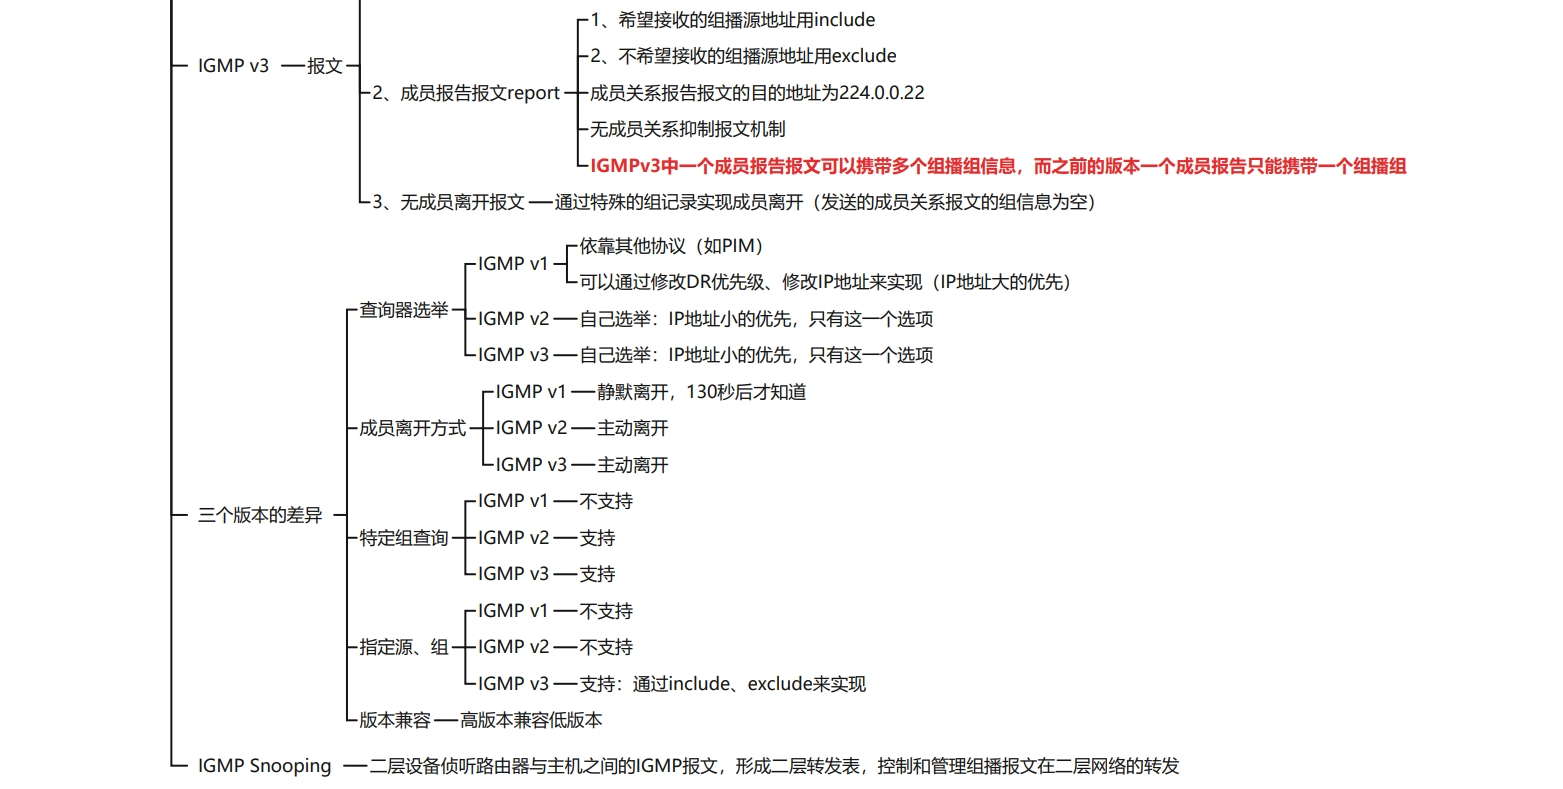 IGMP v3
报文
2、成员报告报文report
1、希望接收的组播源地址用include
2、不希望接收的组播源地址用exclude
成员关系报告报文的目的地址为224.0.0.22
无成员关系抑制报文机制
IGMPv3中一个成员报告报文可以携带多个组播组信息，而之前的版本一个成员报告只能携带一个组播组
3、无成员离开报文
通过特殊的组记录实现成员离开（发送的成员关系报文的组信息为空）
三个版本的差异
查询器选举
IGMP v1
依靠其他协议（如PIM）
可以通过修改DR优先级、修改IP地址来实现（IP地址大的优先）
IGMP v2
自己选举：IP地址小的优先，只有这一个选项
IGMP v3
自己选举：IP地址小的优先，只有这一个选项
成员离开方式
IGMP v1
静默离开，130秒后才知道
IGMP v2
主动离开
IGMP v3
主动离开
特定组查询
IGMP v1
不支持
IGMP v2
支持
IGMP v3
支持
指定源、组
IGMP v1
不支持
IGMP v2
不支持
IGMP v3
支持：通过include、exclude来实现
版本兼容
高版本兼容低版本
IGMP Snooping
二层设备侦听路由器与主机之间的IGMP报文，形成二层转发表，控制和管理组播报文在二层网络的转发